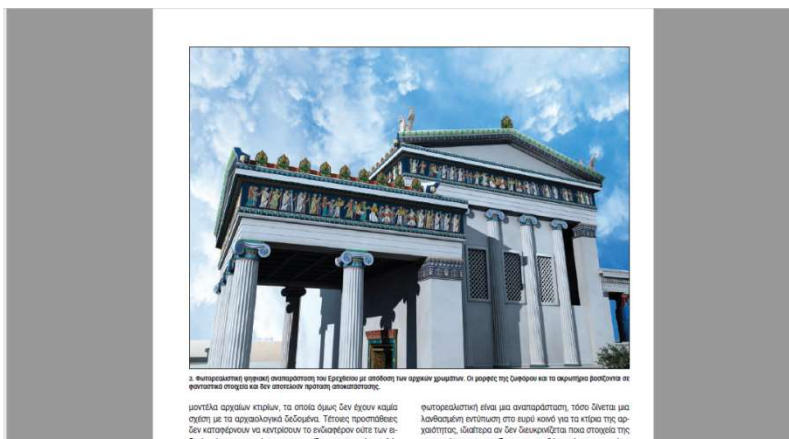 3. Φωτορεαλιστική ψηφιακή αναπαράσταση του Ερεχθείου με απόδοση των αρχικών χρωμάτων. Οι μορφές της ζωφόρου και τα ακρωτήρια βασίζονται σε
φανταστικά στοιχεία και δεν αποτελούν πρόταση αποκατάστασης.
μοντέλα αρχαίων κτιρίων, τα οποία όμως δεν έχουν καμία
σχέση με τα αρχαιολογικά δεδομένα. Τέτοιες προσπάθειες
δεν καταφέρνουν να κεντρίσουν το ενδιαφέρον ούτε των ει-
φωτορεαλιστική είναι μια αναπαράσταση, τόσο δίνεται μια
λανθασμένη εντύπωση στο ευρύ κοινό για τα κτίρια της αρ-
χαιότητας, ιδιαίτερα αν δεν διευκρινίζεται ποια στοιχεία της